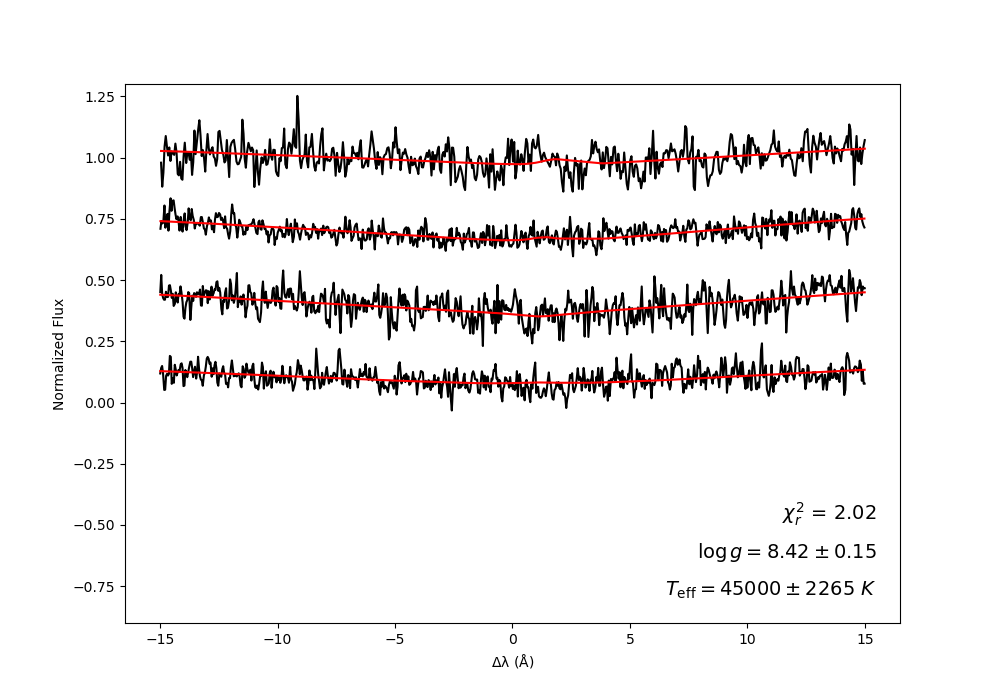 1.25
1.00
0.75
0.50
0.25
0.00
−0.25
−0.50
−0.75
Normalized Flux
χ²ᵣ = 2.02
log g = 8.42 ± 0.15
T_eff = 45000 ± 2265 K
−15 −10 −5 0 5 10 15
Δλ (Å)